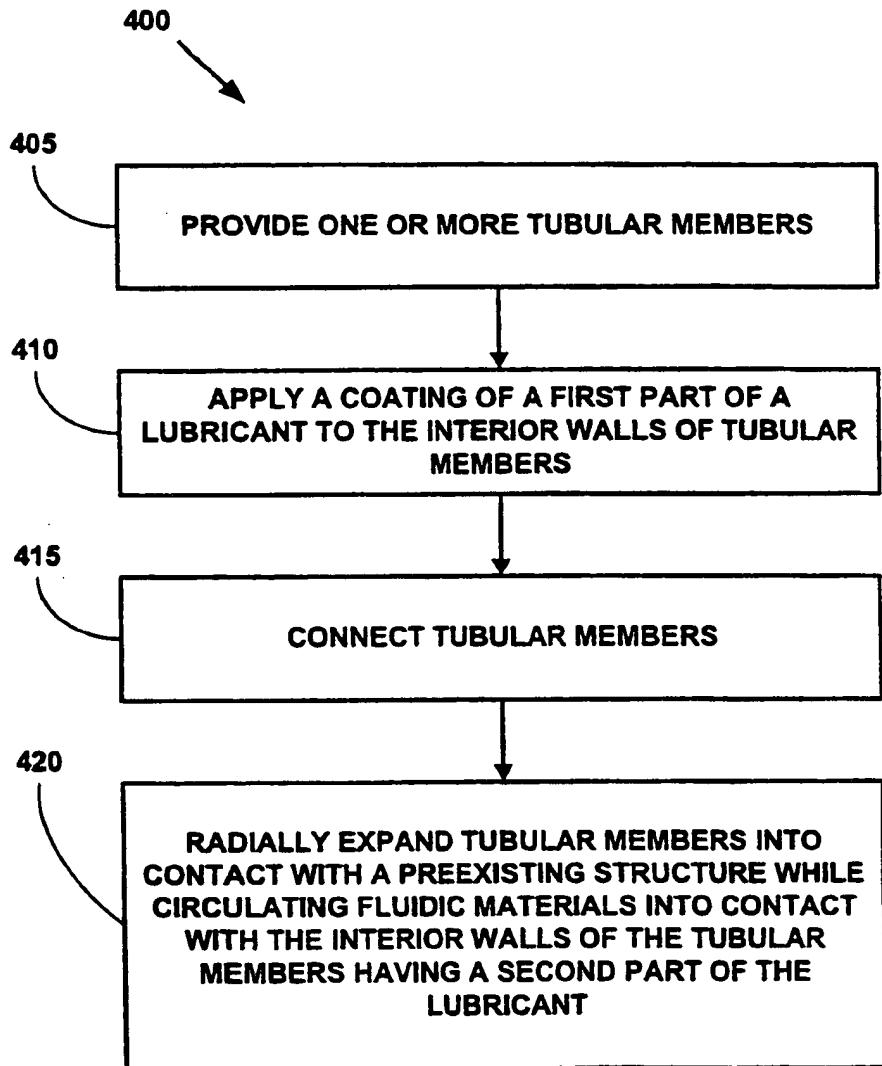 400
405
PROVIDE ONE OR MORE TUBULAR MEMBERS
410
APPLY A COATING OF A FIRST PART OF A
LUBRICANT TO THE INTERIOR WALLS OF TUBULAR
MEMBERS
415
CONNECT TUBULAR MEMBERS
420
RADIALLY EXPAND TUBULAR MEMBERS INTO
CONTACT WITH A PREEXISTING STRUCTURE WHILE
CIRCULATING FLUIDIC MATERIALS INTO CONTACT
WITH THE INTERIOR WALLS OF THE TUBULAR
MEMBERS HAVING A SECOND PART OF THE
LUBRICANT